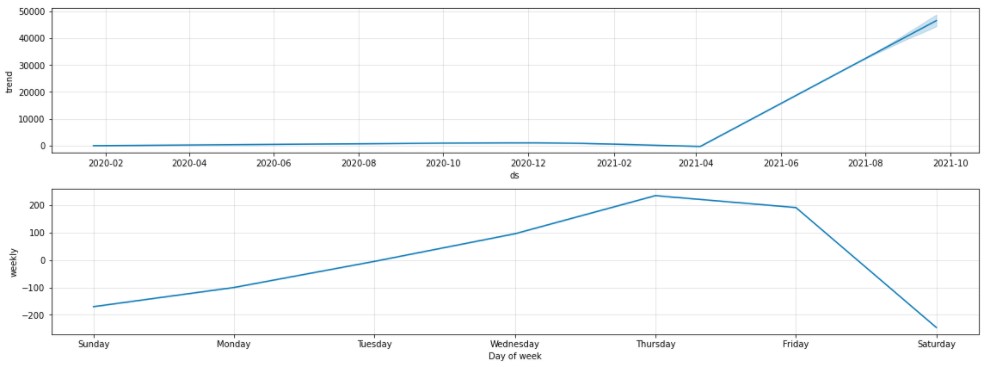 50000
40000
30000
20000
10000
0
trend
2020-02 2020-04 2020-06 2020-08 2020-10 2020-12 2021-02 2021-04 2021-06 2021-08 2021-10
ds
200
100
0
−100
−200
weekly
Sunday Monday Tuesday Wednesday Thursday Friday Saturday
Day of week